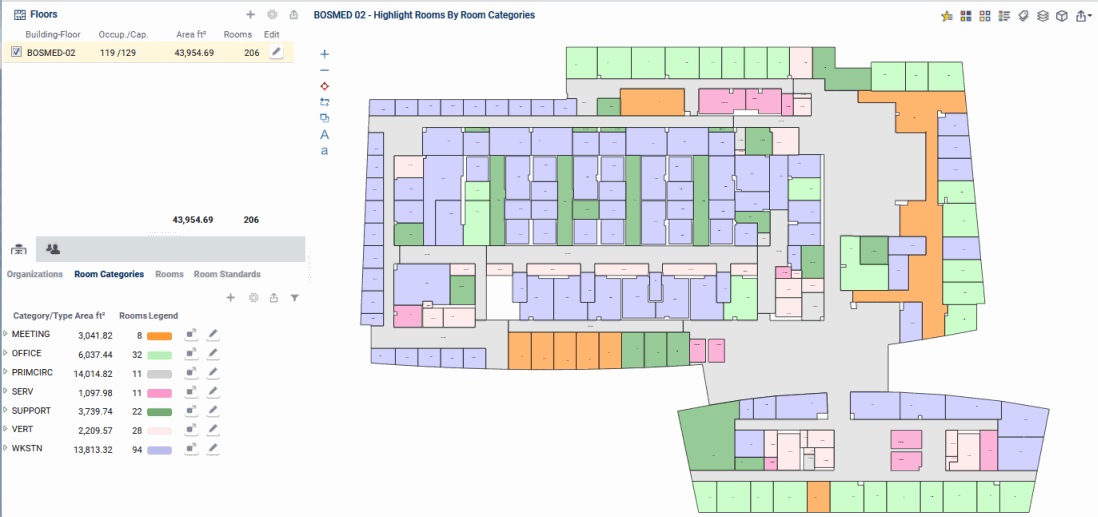 Floors
BOSMED 02 - Highlight Rooms By Room Categories
Building-Floor Occup./Cap. Area ft² Rooms Edit
BOSMED-02 119 /129 43,954.69 206
A
a
43,954.69 206
Organizations Room Categories Rooms Room Standards
Category/Type Area ft² Rooms Legend
MEETING 3,041.82 8
OFFICE 6,037.44 32
PRIMCIRC 14,014.82 11
SERV 1,097.98 11
SUPPORT 3,739.74 22
VERT 2,209.57 28
WKSTN 13,813.32 94